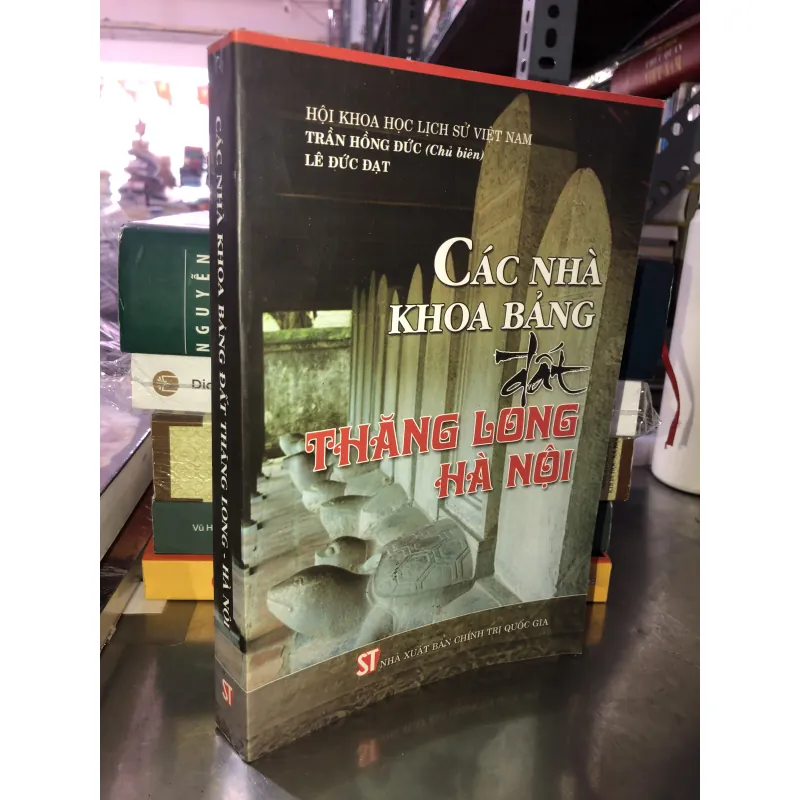 HỘI KHOA HỌC LỊCH SỬ VIỆT NAM
TRẦN HỒNG ĐỨC (Chủ biên)
LÊ ĐỨC ĐẠT
CÁC NHÀ
KHOA BẢNG
đất
THĂNG LONG
HÀ NỘI
ST NHÀ XUẤT BẢN CHÍNH TRỊ QUỐC GIA
CÁC NHÀ KHOA BẢNG ĐẤT THĂNG LONG - HÀ NỘI
ST
NGUYỄN
Vũ H